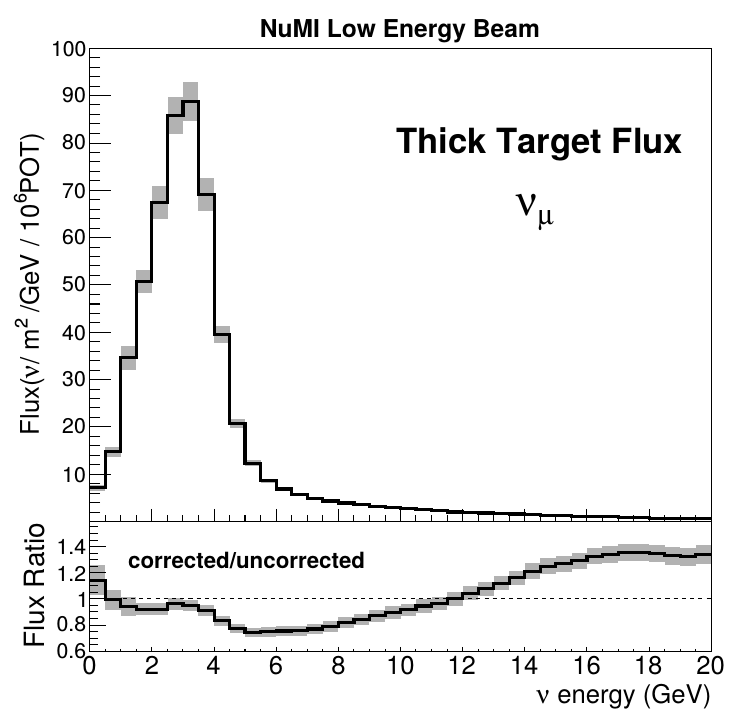 NuMI Low Energy Beam
Flux(ν/ m² /GeV / 10⁶POT)
100
90
80
70
60
50
40
30
20
10
Thick Target Flux
νμ
Flux Ratio
1.4
1.2
1
0.8
0.6
corrected/uncorrected
0 2 4 6 8 10 12 14 16 18 20
ν energy (GeV)